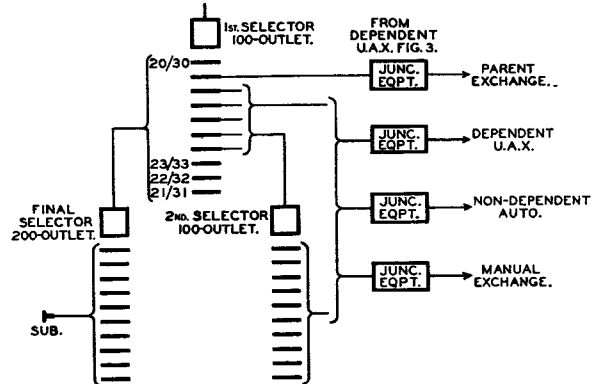 1ST. SELECTOR
100-OUTLET.
FROM
DEPENDENT
U.A.X. FIG. 3.
20/30
JUNC.
EQPT.
PARENT
EXCHANGE..
JUNC.
EQPT.
DEPENDENT
U.A.X.
23/33
22/32
21/31
FINAL
SELECTOR
200-OUTLET.
2ND. SELECTOR
100-OUTLET.
JUNC.
EQPT.
NON-DEPENDENT
AUTO.
JUNC.
EQPT.
MANUAL
EXCHANGE.
SUB.